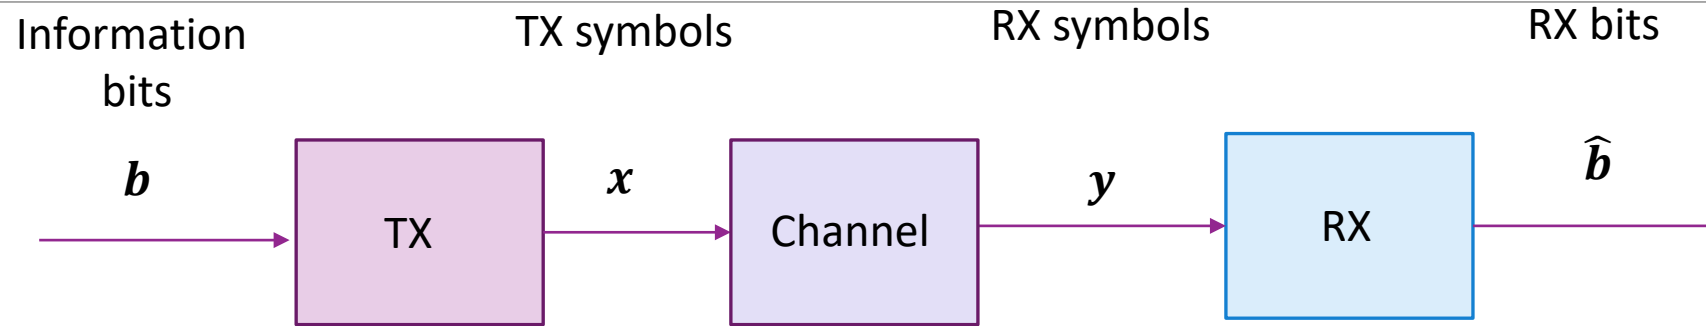 Information
bits
TX symbols
RX symbols
RX bits
b
x
y
b̂
TX
Channel
RX